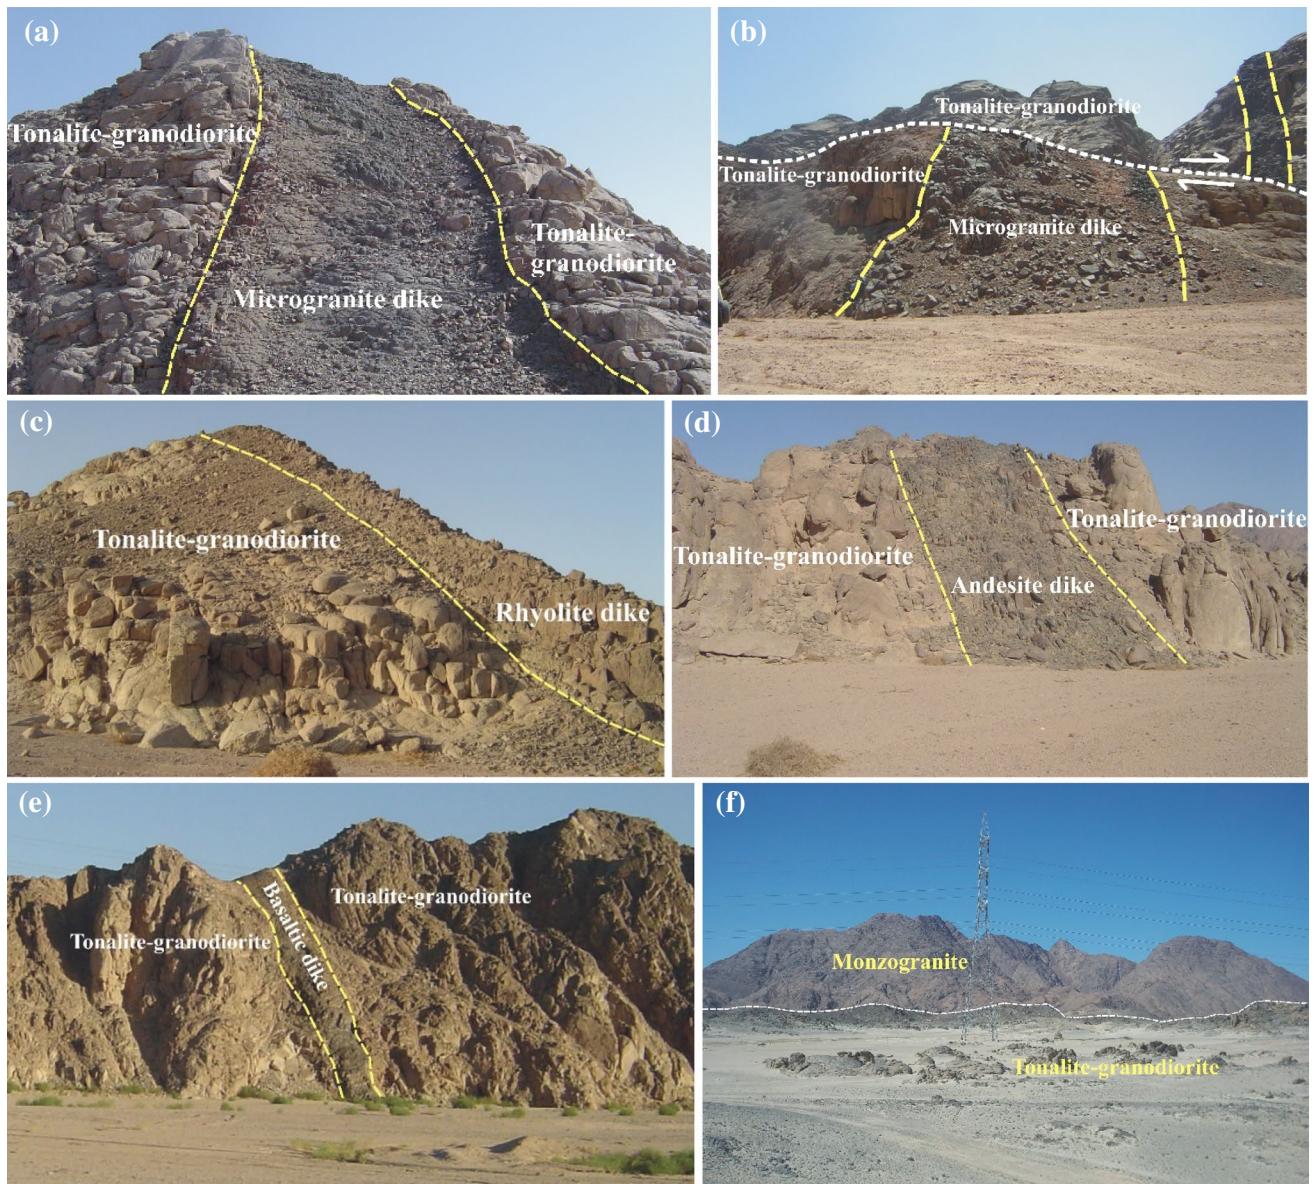 (a)
Tonalite-granodiorite
Tonalite-
granodiorite
Microgranite dike
(b)
Tonalite-granodiorite
Tonalite-granodiorite
Microgranite dike
(c)
Tonalite-granodiorite
Rhyolite dike
(d)
Tonalite-granodiorite
Tonalite-granodiorite
Andesite dike
(e)
Tonalite-granodiorite
Basaltic dike
Tonalite-granodiorite
(f)
Monzogranite
Tonalite-granodiorite